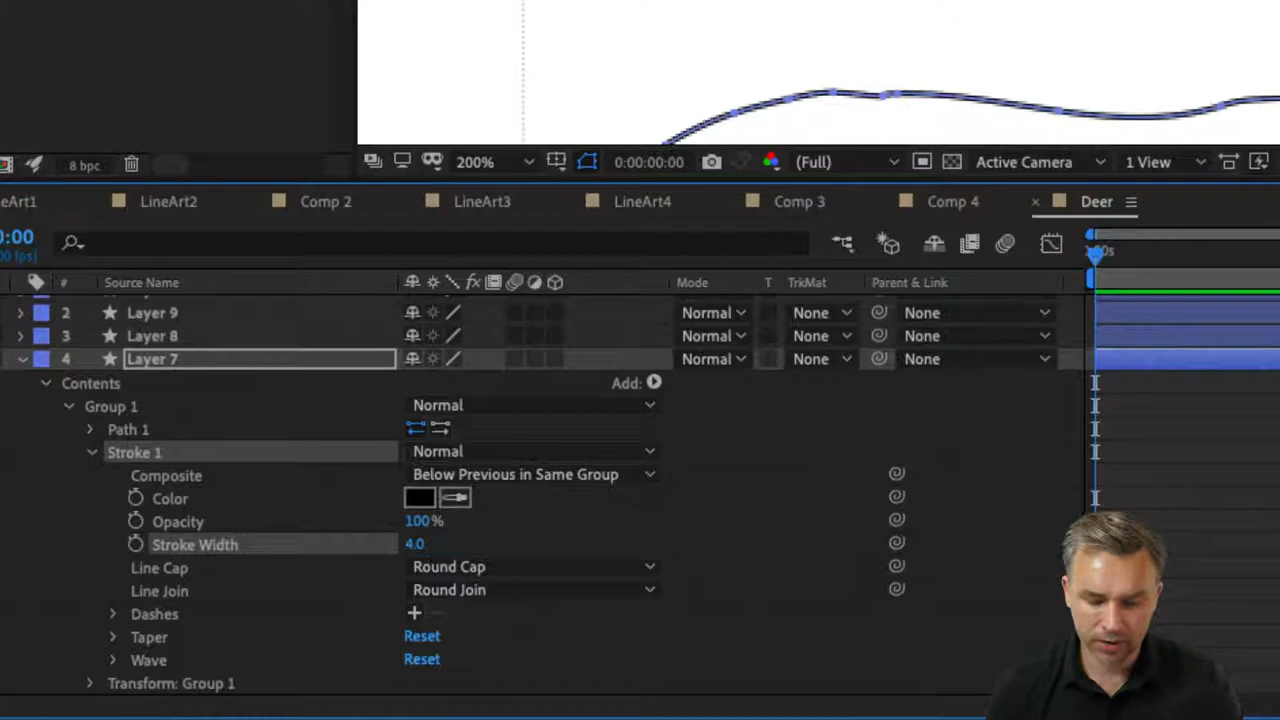 8 bpc 200% 0:00:00:00 (Full) Active Camera 1 View
eArt1 LineArt2 Comp 2 LineArt3 LineArt4 Comp 3 Comp 4 × Deer
0:00
00 fps)
# Source Name fx Mode T TrkMat Parent & Link
2 Layer 9 Normal None None
3 Layer 8 Normal None None
4 Layer 7 Normal None None
Contents Add:
Group 1 Normal
Path 1
Stroke 1 Normal
Composite Below Previous in Same Group
Color
Opacity 100%
Stroke Width 4.0
Line Cap Round Cap
Line Join Round Join
Dashes + −
Taper Reset
Wave Reset
Transform: Group 1